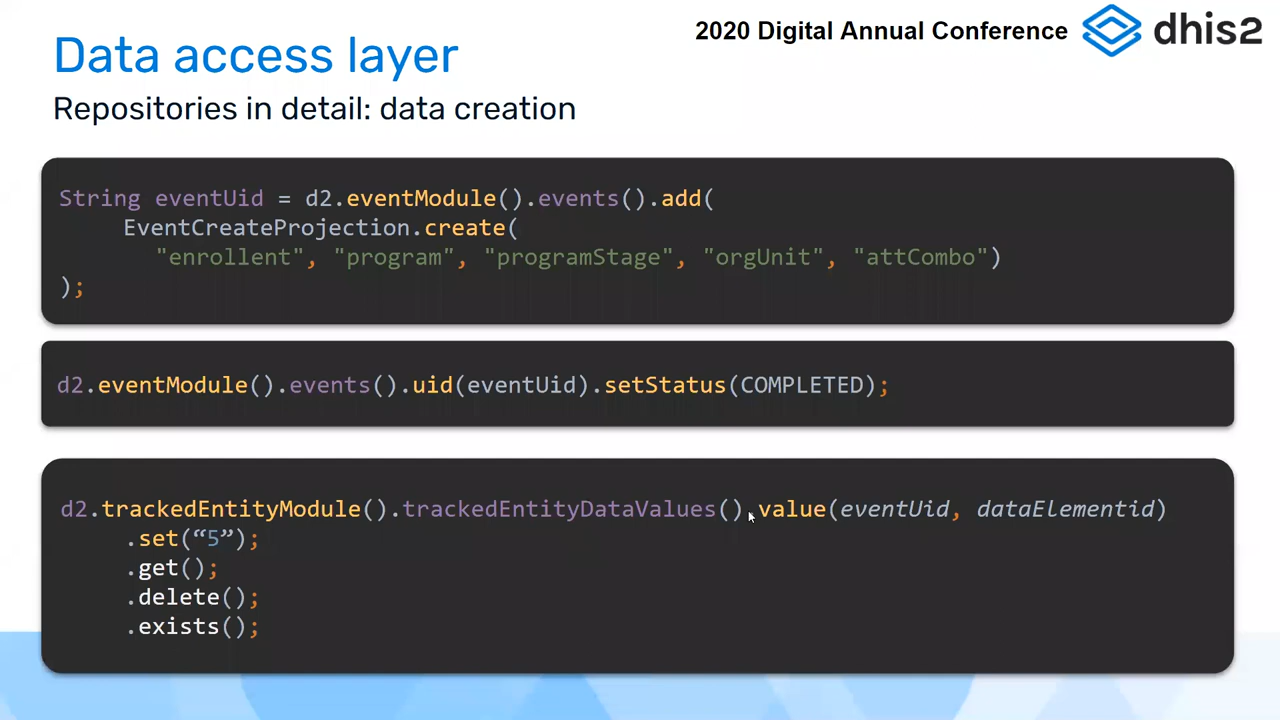 2020 Digital Annual Conference
dhis2
Data access layer
Repositories in detail: data creation
String eventUid = d2.eventModule().events().add(
EventCreateProjection.create(
"enrollent", "program", "programStage", "orgUnit", "attCombo")
);
d2.eventModule().events().uid(eventUid).setStatus(COMPLETED);
d2.trackedEntityModule().trackedEntityDataValues().value(eventUid, dataElementid)
.set(“5”);
.get();
.delete();
.exists();